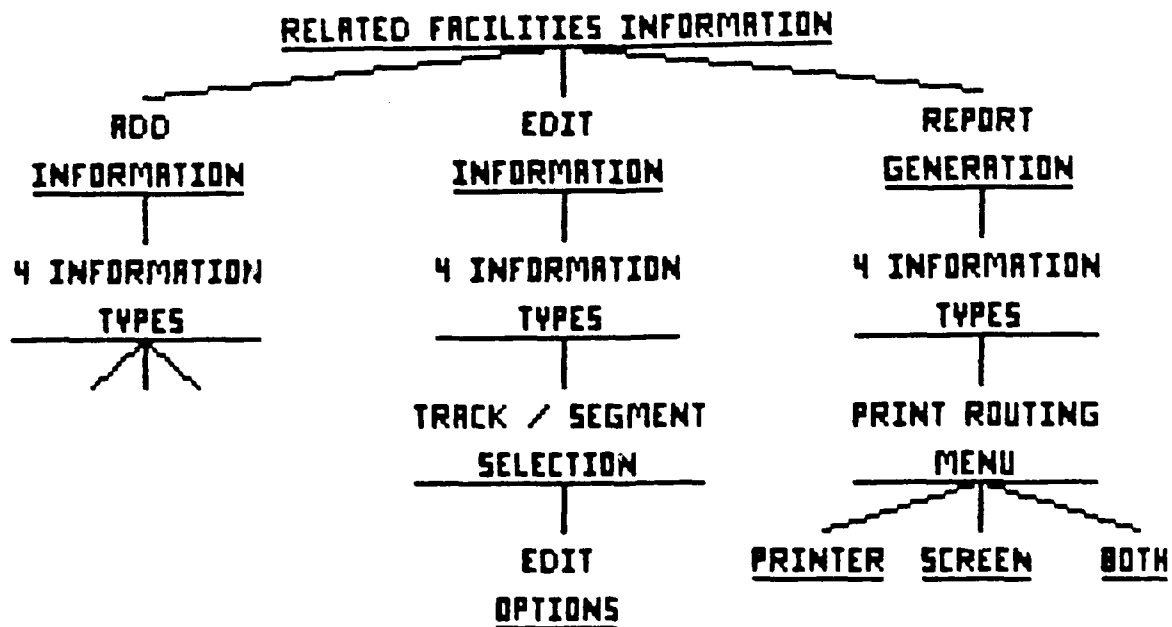 RELATED FACILITIES INFORMATION
ADD
INFORMATION
4 INFORMATION
TYPES
EDIT
INFORMATION
4 INFORMATION
TYPES
TRACK / SEGMENT
SELECTION
EDIT
OPTIONS
REPORT
GENERATION
4 INFORMATION
TYPES
PRINT ROUTING
MENU
PRINTER
SCREEN
BOTH